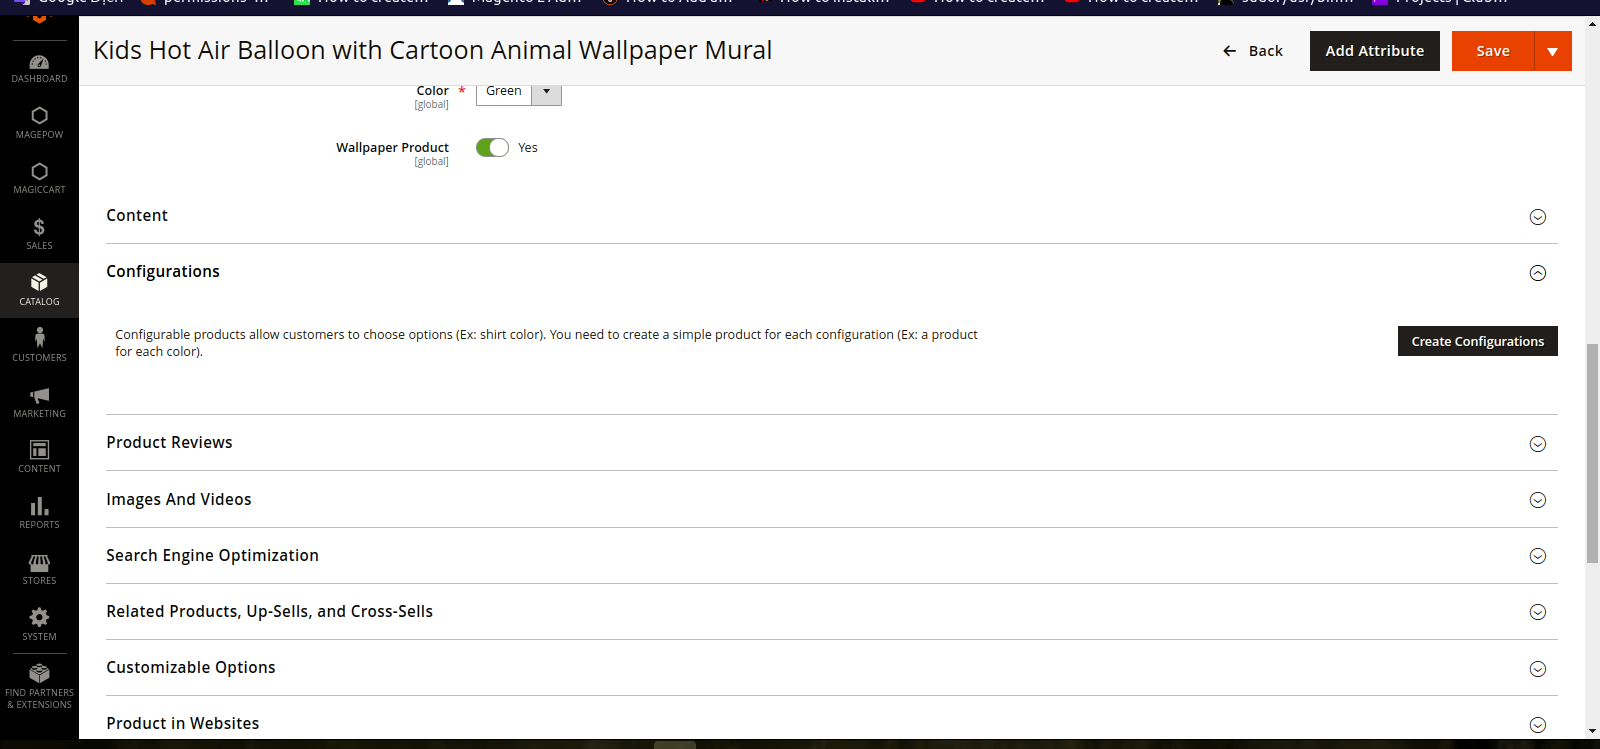 Kids Hot Air Balloon with Cartoon Animal Wallpaper Mural
Back
Add Attribute
Save
DASHBOARD
MAGEPOW
MAGICCART
SALES
CATALOG
CUSTOMERS
MARKETING
CONTENT
REPORTS
STORES
SYSTEM
FIND PARTNERS
& EXTENSIONS
Color *
Green
[global]
Wallpaper Product
Yes
[global]
Content
Configurations
Configurable products allow customers to choose options (Ex: shirt color). You need to create a simple product for each configuration (Ex: a product
for each color).
Create Configurations
Product Reviews
Images And Videos
Search Engine Optimization
Related Products, Up-Sells, and Cross-Sells
Customizable Options
Product in Websites